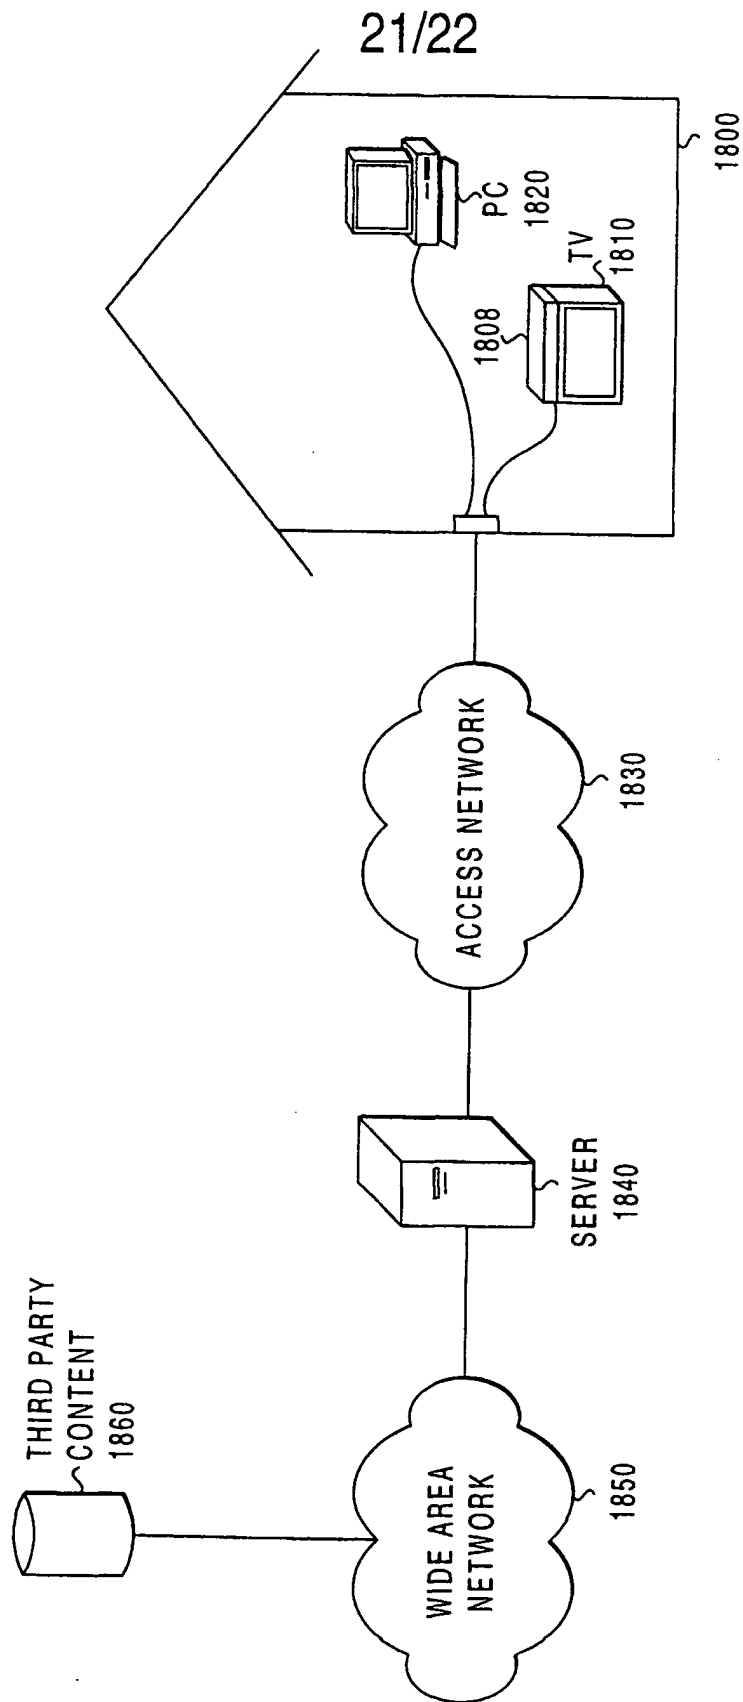 21/22
THIRD PARTY
CONTENT
1860
WIDE AREA
NETWORK
1850
SERVER
1840
ACCESS NETWORK
1830
PC
1820
1808
TV
1810
1800